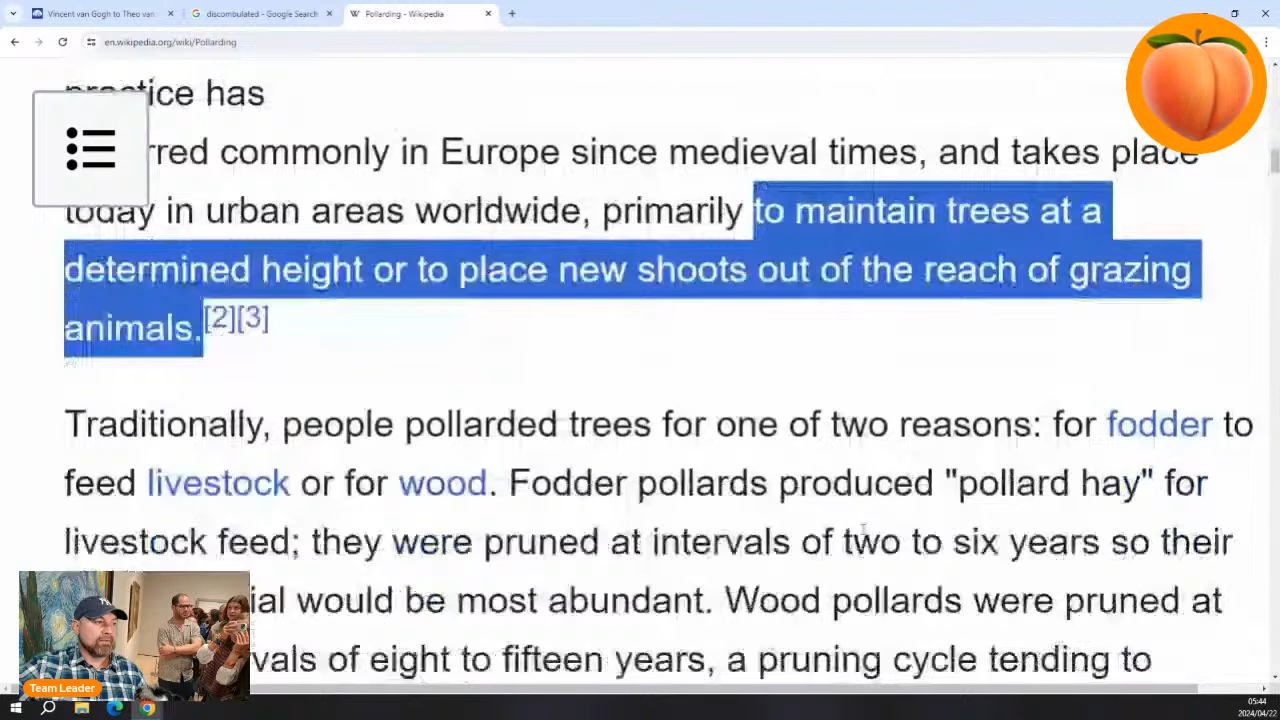 Vincent van Gogh to Theo van
discombulated - Google Search
Pollarding - Wikipedia
en.wikipedia.org/wiki/Pollarding
practice has
rred commonly in Europe since medieval times, and takes place
today in urban areas worldwide, primarily to maintain trees at a
determined height or to place new shoots out of the reach of grazing
animals.[2][3]
Traditionally, people pollarded trees for one of two reasons: for fodder to
feed livestock or for wood. Fodder pollards produced "pollard hay" for
livestock feed; they were pruned at intervals of two to six years so their
ial would be most abundant. Wood pollards were pruned at
vals of eight to fifteen years, a pruning cycle tending to
Team Leader
05:44
2024/04/22